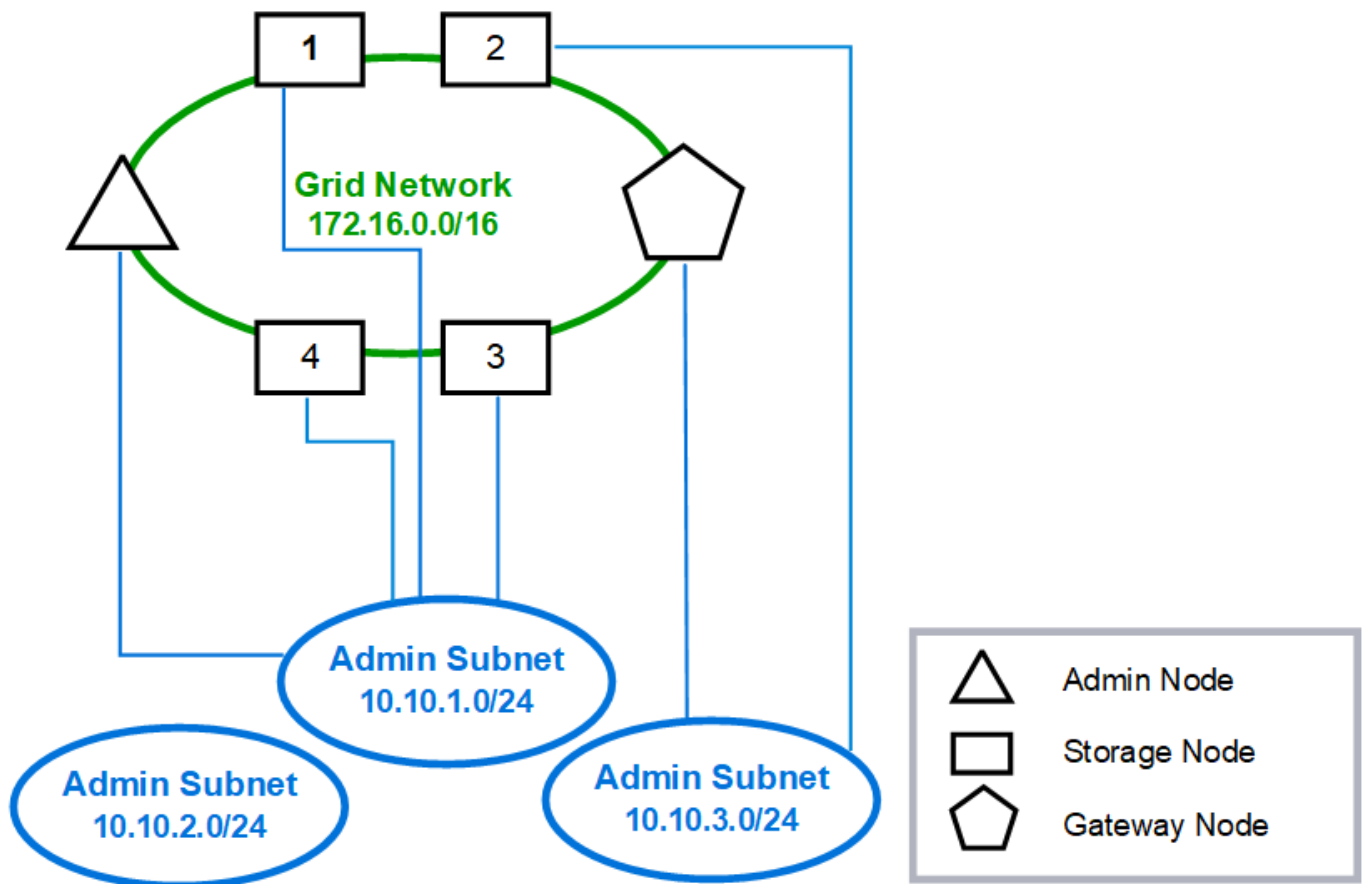 1
2
Grid Network
172.16.0.0/16
4
3
Admin Subnet
10.10.1.0/24
Admin Subnet
10.10.2.0/24
Admin Subnet
10.10.3.0/24
Admin Node
Storage Node
Gateway Node